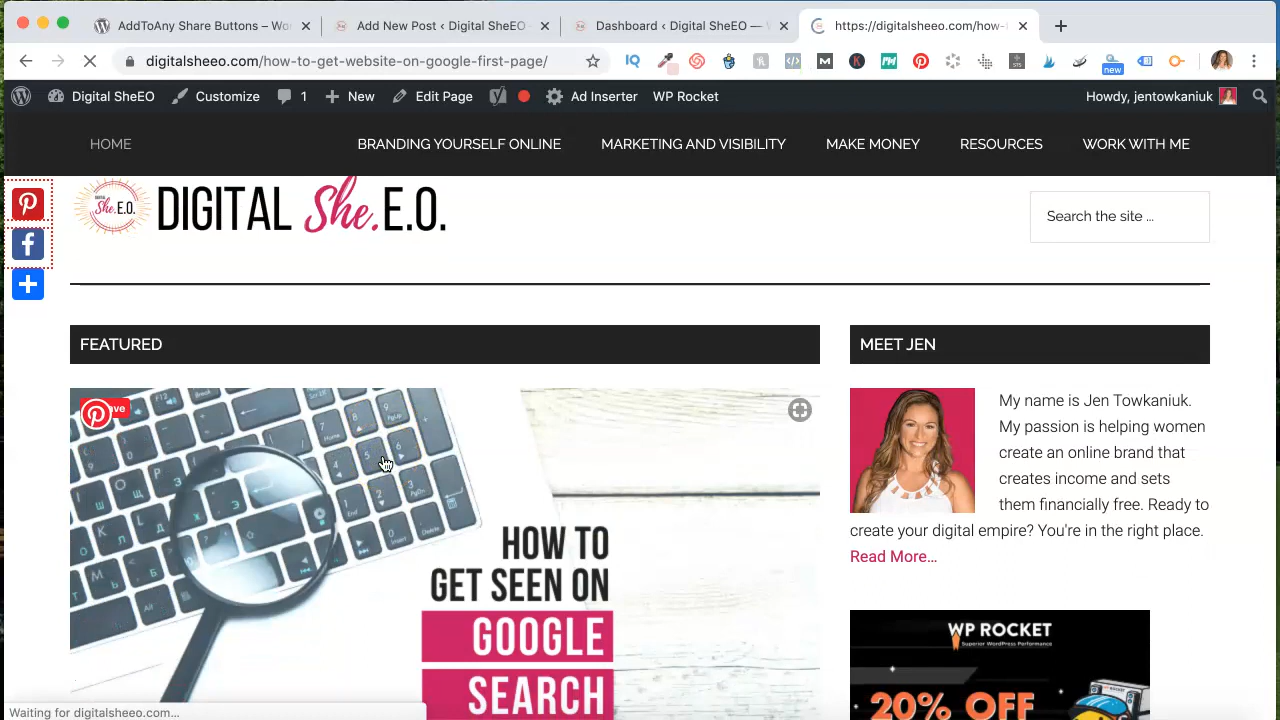 AddToAny Share Buttons – Wo
Add New Post ‹ Digital SheEO
Dashboard ‹ Digital SheEO —
https://digitalsheeo.com/how-
digitalsheeo.com/how-to-get-website-on-google-first-page/
new
Digital SheEO
Customize
1
New
Edit Page
Ad Inserter
WP Rocket
Howdy, jentowkaniuk
HOME
BRANDING YOURSELF ONLINE
MARKETING AND VISIBILITY
MAKE MONEY
RESOURCES
WORK WITH ME
DIGITAL She.E.O.
Search the site ...
FEATURED
MEET JEN
My name is Jen Towkaniuk.
My passion is helping women
create an online brand that
creates income and sets
them financially free. Ready to
create your digital empire? You're in the right place.
Read More…
HOW TO
GET SEEN ON
GOOGLE
SEARCH
WP ROCKET
Superior WordPress Performance
20% OFF
Waiting for digitalsheeo.com...